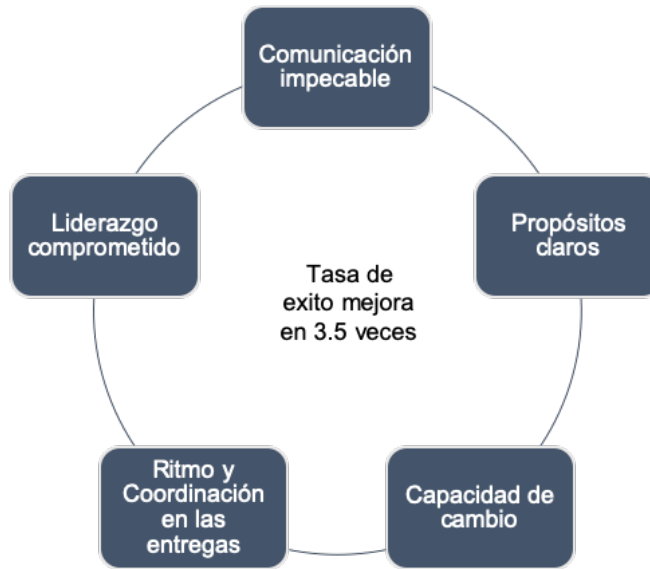 Comunicación
impecable
Propósitos
claros
Capacidad de
cambio
Ritmo y
Coordinación
en las
entregas
Liderazgo
comprometido
Tasa de
exito mejora
en 3.5 veces